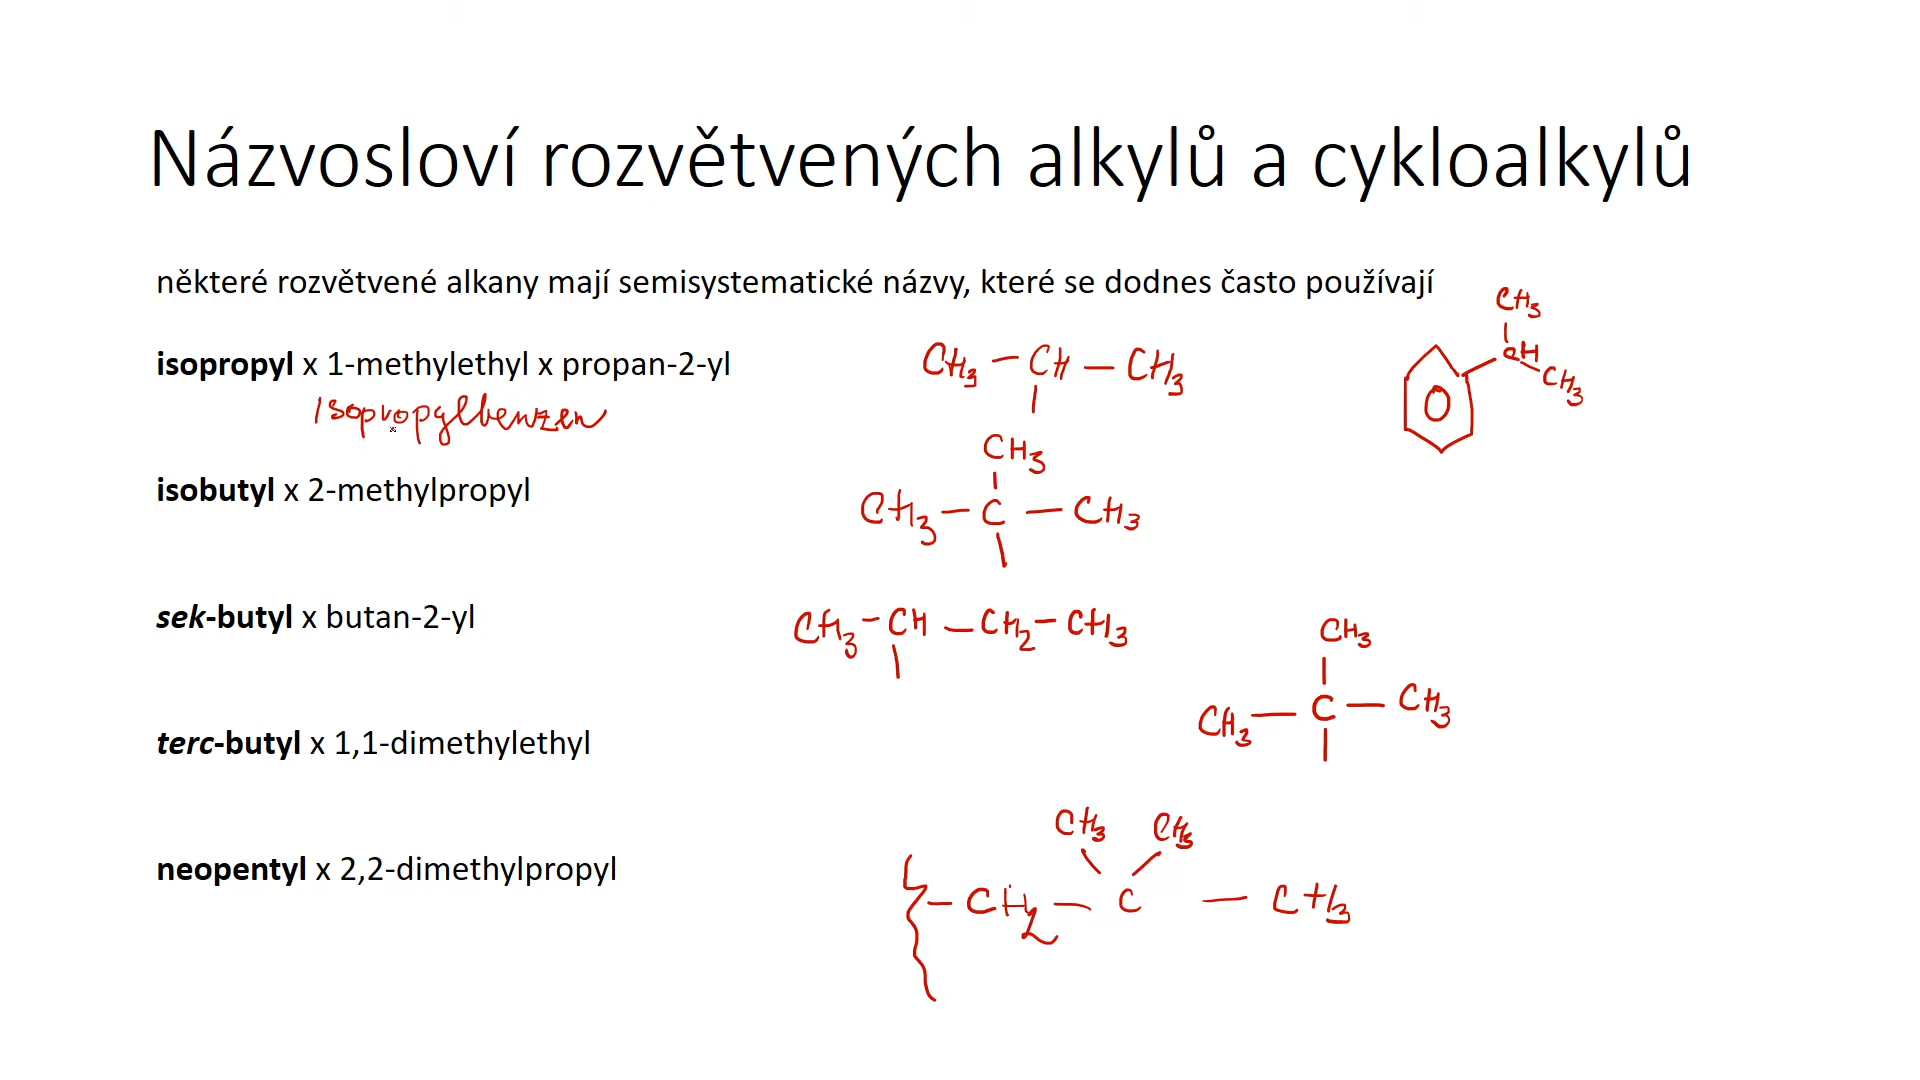 Názvosloví rozvětvených alkylů a cykloalkylů
některé rozvětvené alkany mají semisystematické názvy, které se dodnes často používají
isopropyl x 1-methylethyl x propan-2-yl
CH3 – CH – CH3
CH3
CH
CH3
isopropylbenzen
isobutyl x 2-methylpropyl
CH3
CH3 – C – CH3
sek-butyl x butan-2-yl
CH3 – CH – CH2 – CH3
terc-butyl x 1,1-dimethylethyl
CH3
CH3 – C – CH3
neopentyl x 2,2-dimethylpropyl
CH3 CH3
– CH2 – C – CH3